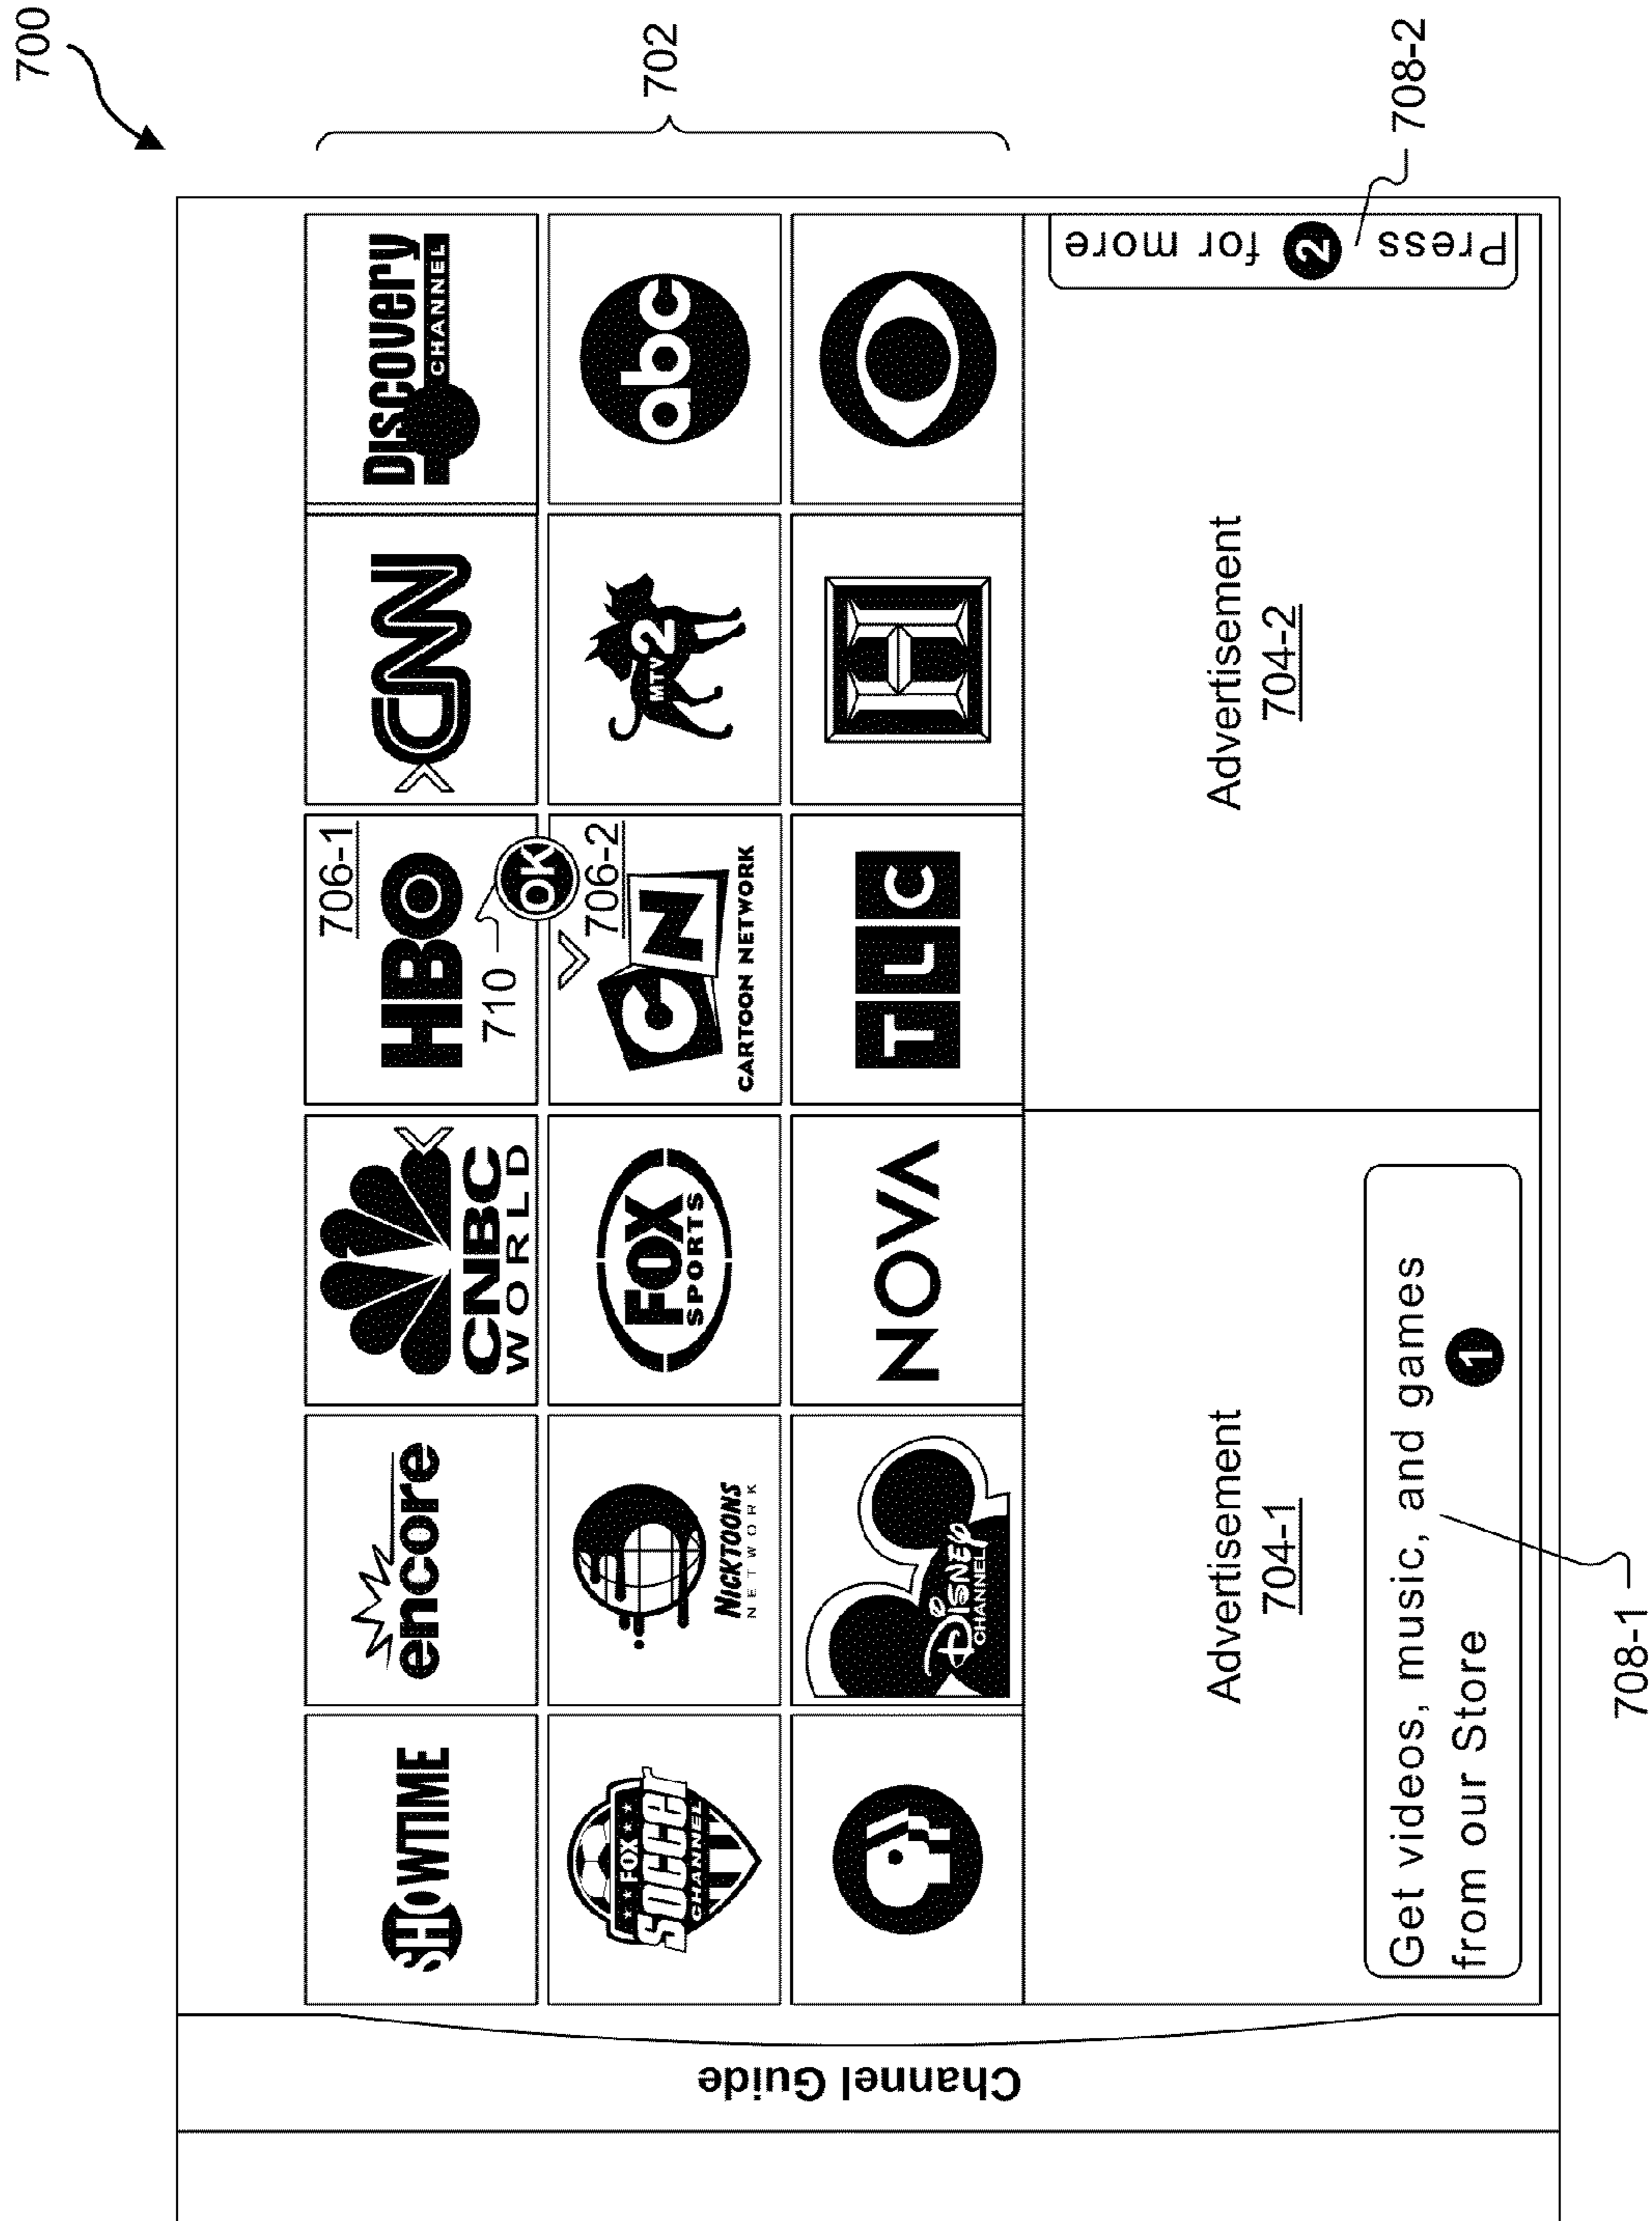 700
702
SHOWTIME
encore
CNBC
WORLD
706-1
HBO
710
OK
CNN
DISCOVERY
CHANNEL
FOX
SOCCER
CHANNEL
NICKTOONS
NETWORK
FOX
SPORTS
706-2
CN
CARTOON NETWORK
MTV2
abc
DISNEY
CHANNEL
NOVA
TLC
H
Advertisement
704-1
Get videos, music, and games
from our Store 1
708-1
Advertisement
704-2
Press 2 for more
708-2
Channel Guide